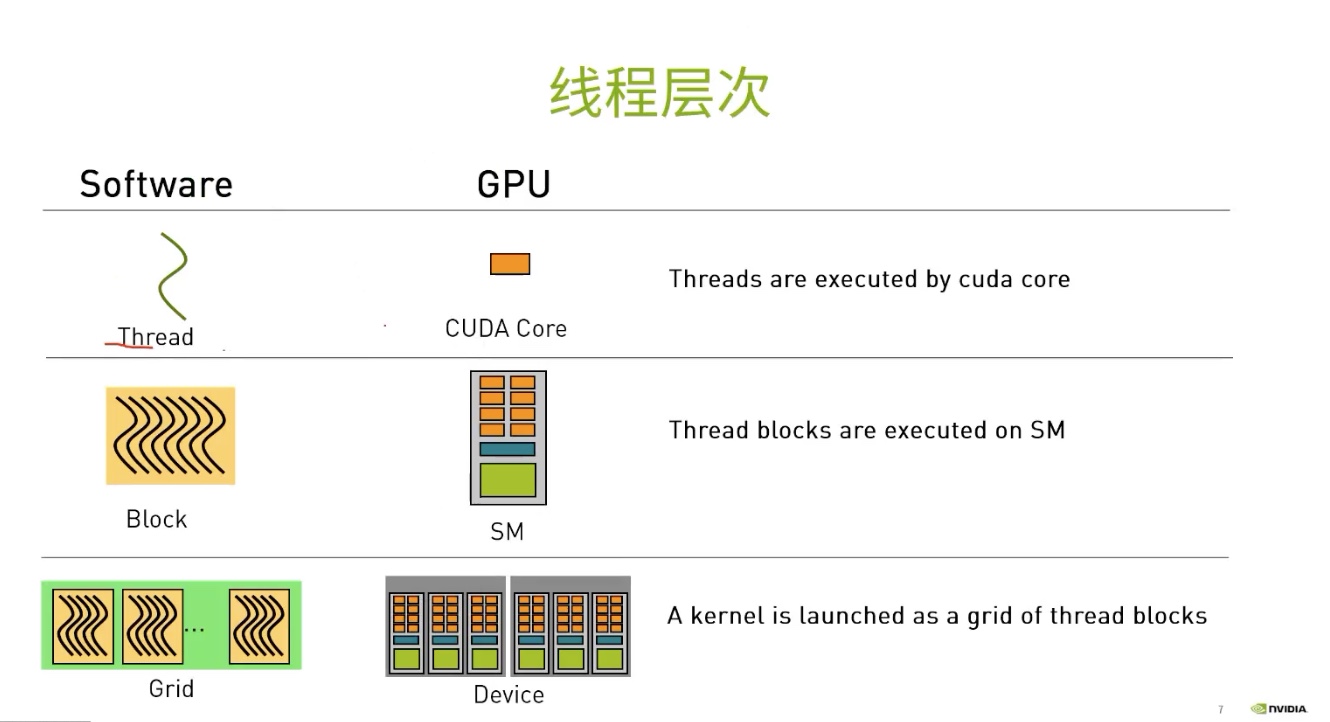 线程层次
Software
GPU
Thread
CUDA Core
Threads are executed by cuda core
Block
SM
Thread blocks are executed on SM
...
Grid
Device
A kernel is launched as a grid of thread blocks
7
NVIDIA